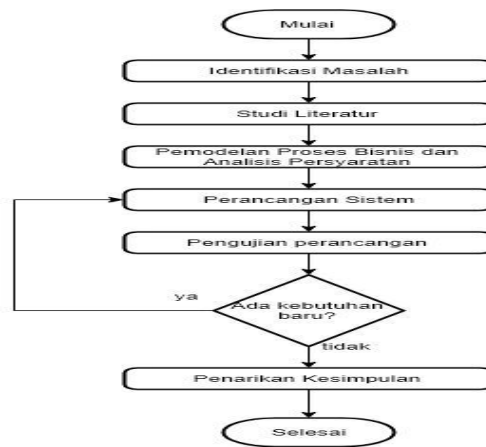 Mulai
Identifikasi Masalah
Studi Literatur
Pemodelan Proses Bisnis dan
Analisis Persyaratan
Perancangan Sistem
Pengujian perancangan
ya
Ada kebutuhan
baru?
tidak
Penarikan Kesimpulan
Selesai